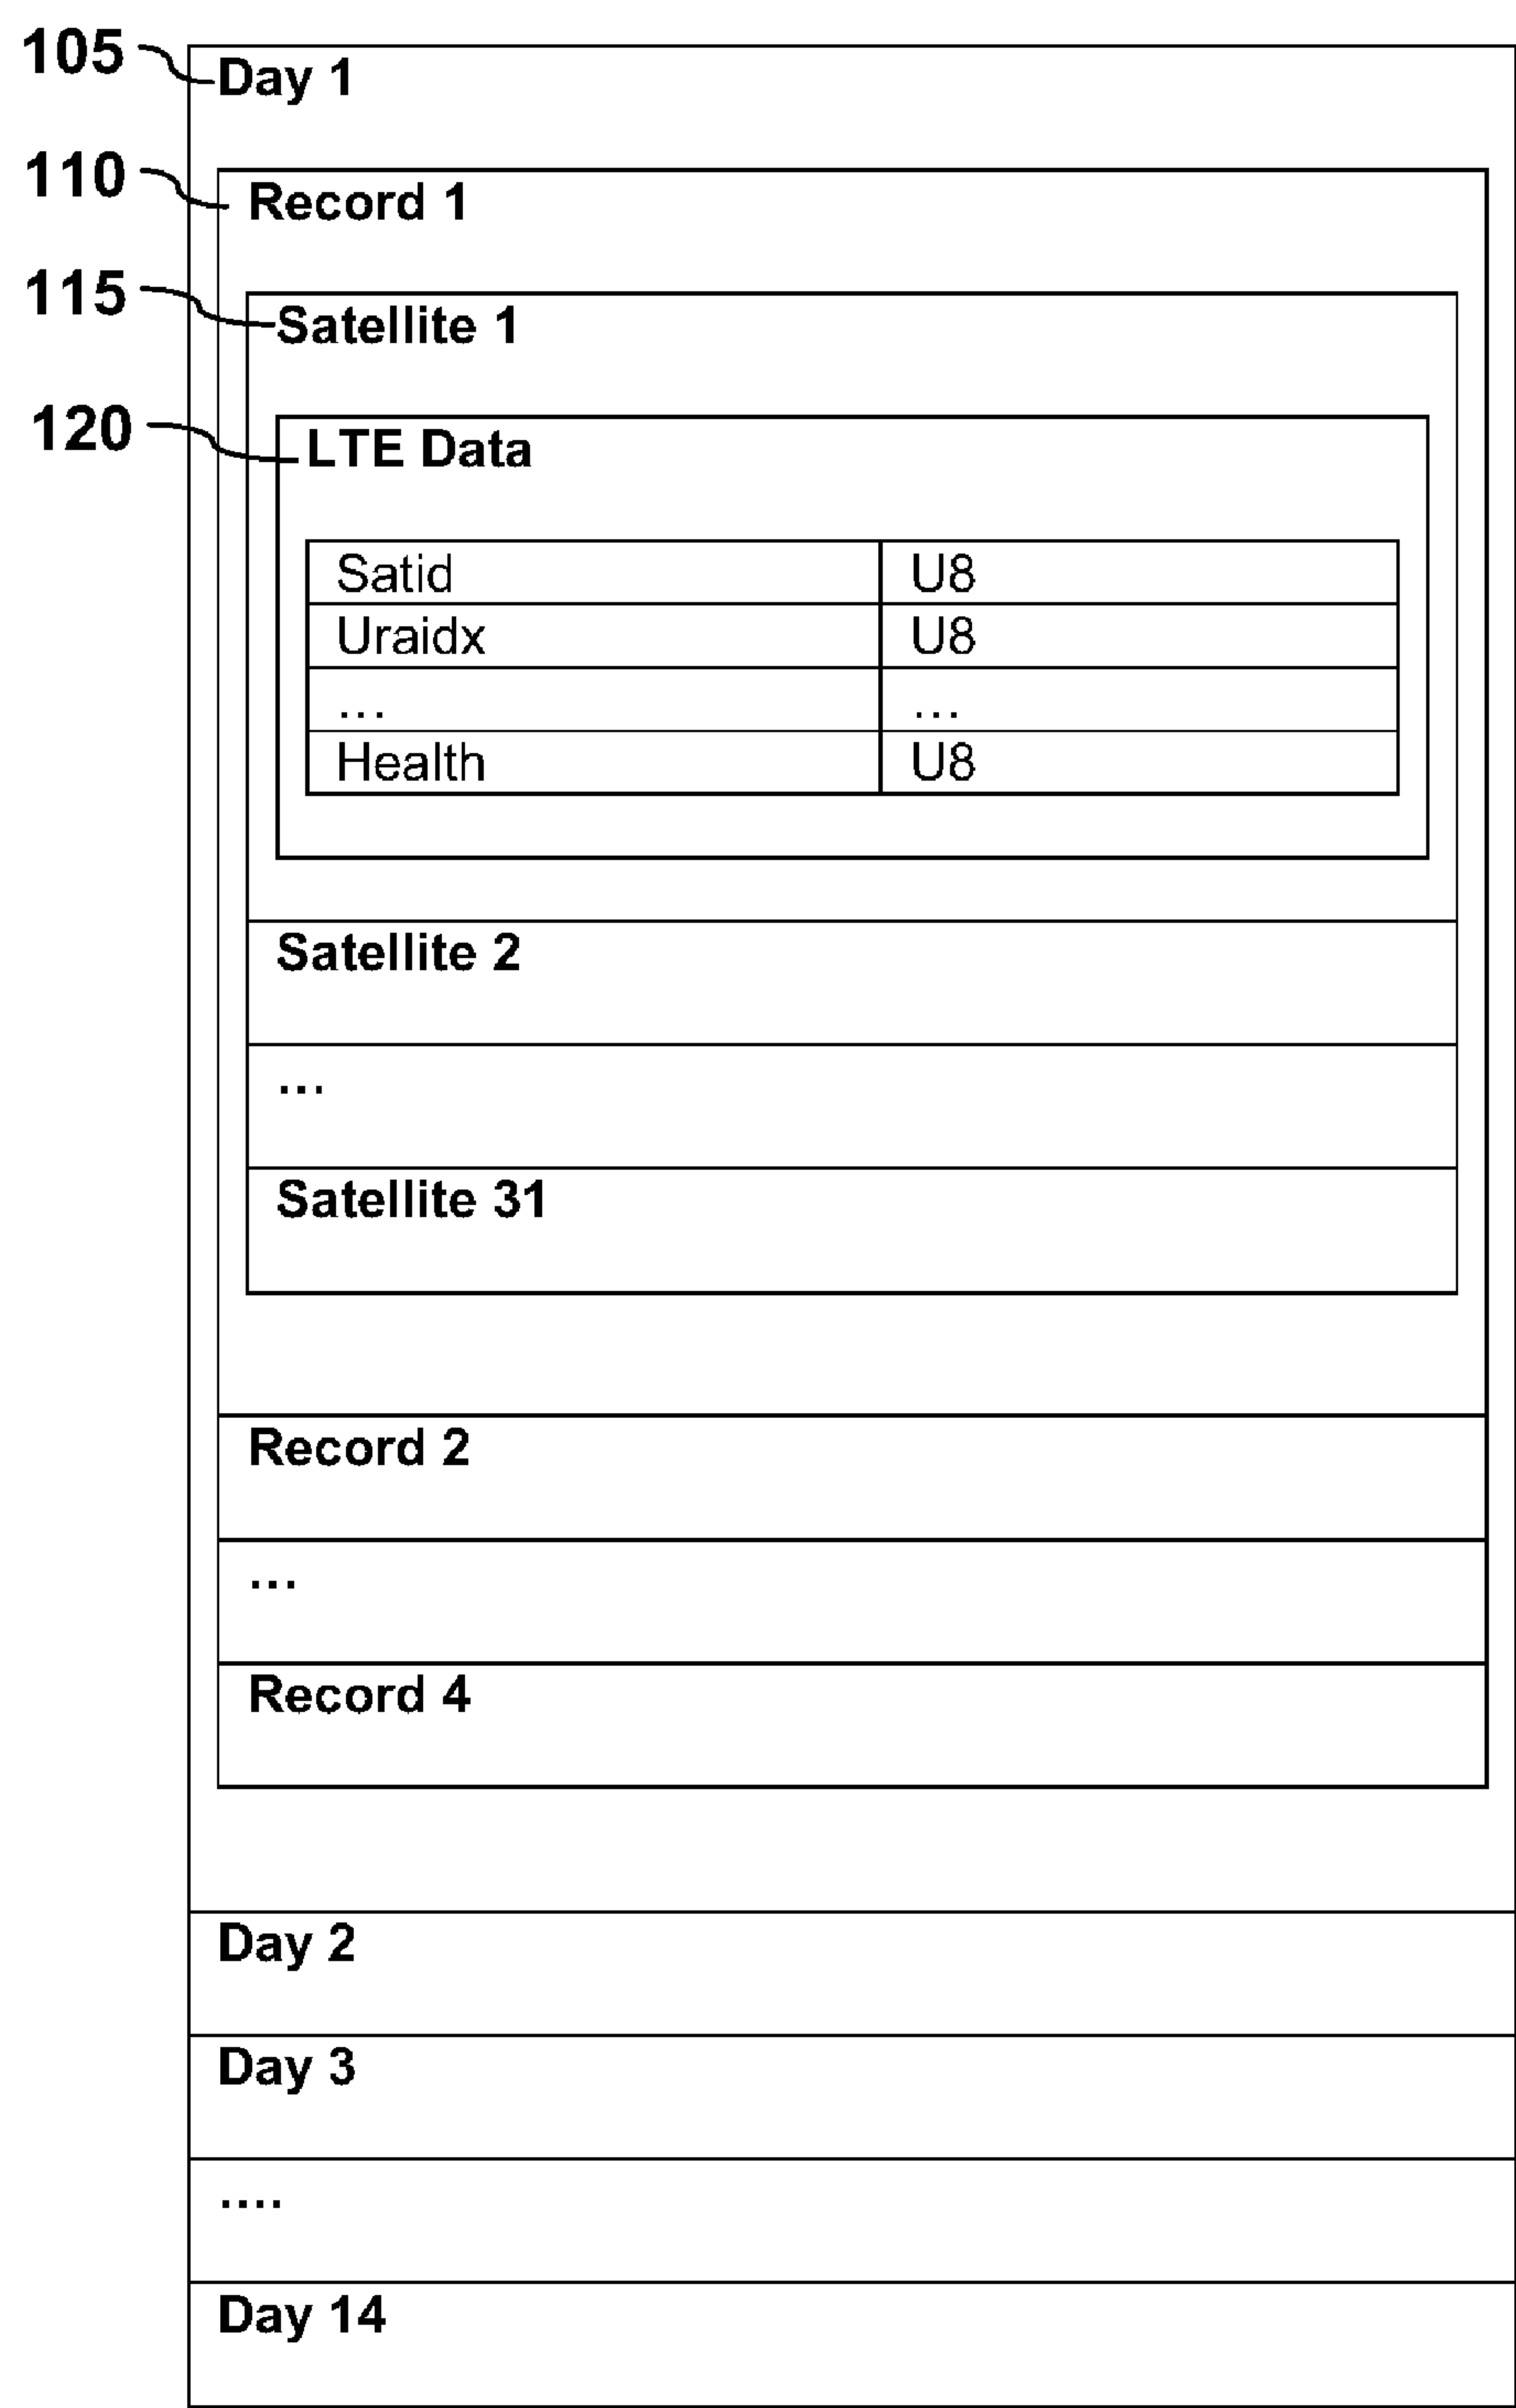 105 Day 1
110 Record 1
115 Satellite 1
120 LTE Data
Satid U8
Uraidx U8
... ...
Health U8
Satellite 2
...
Satellite 31
Record 2
...
Record 4
Day 2
Day 3
....
Day 14